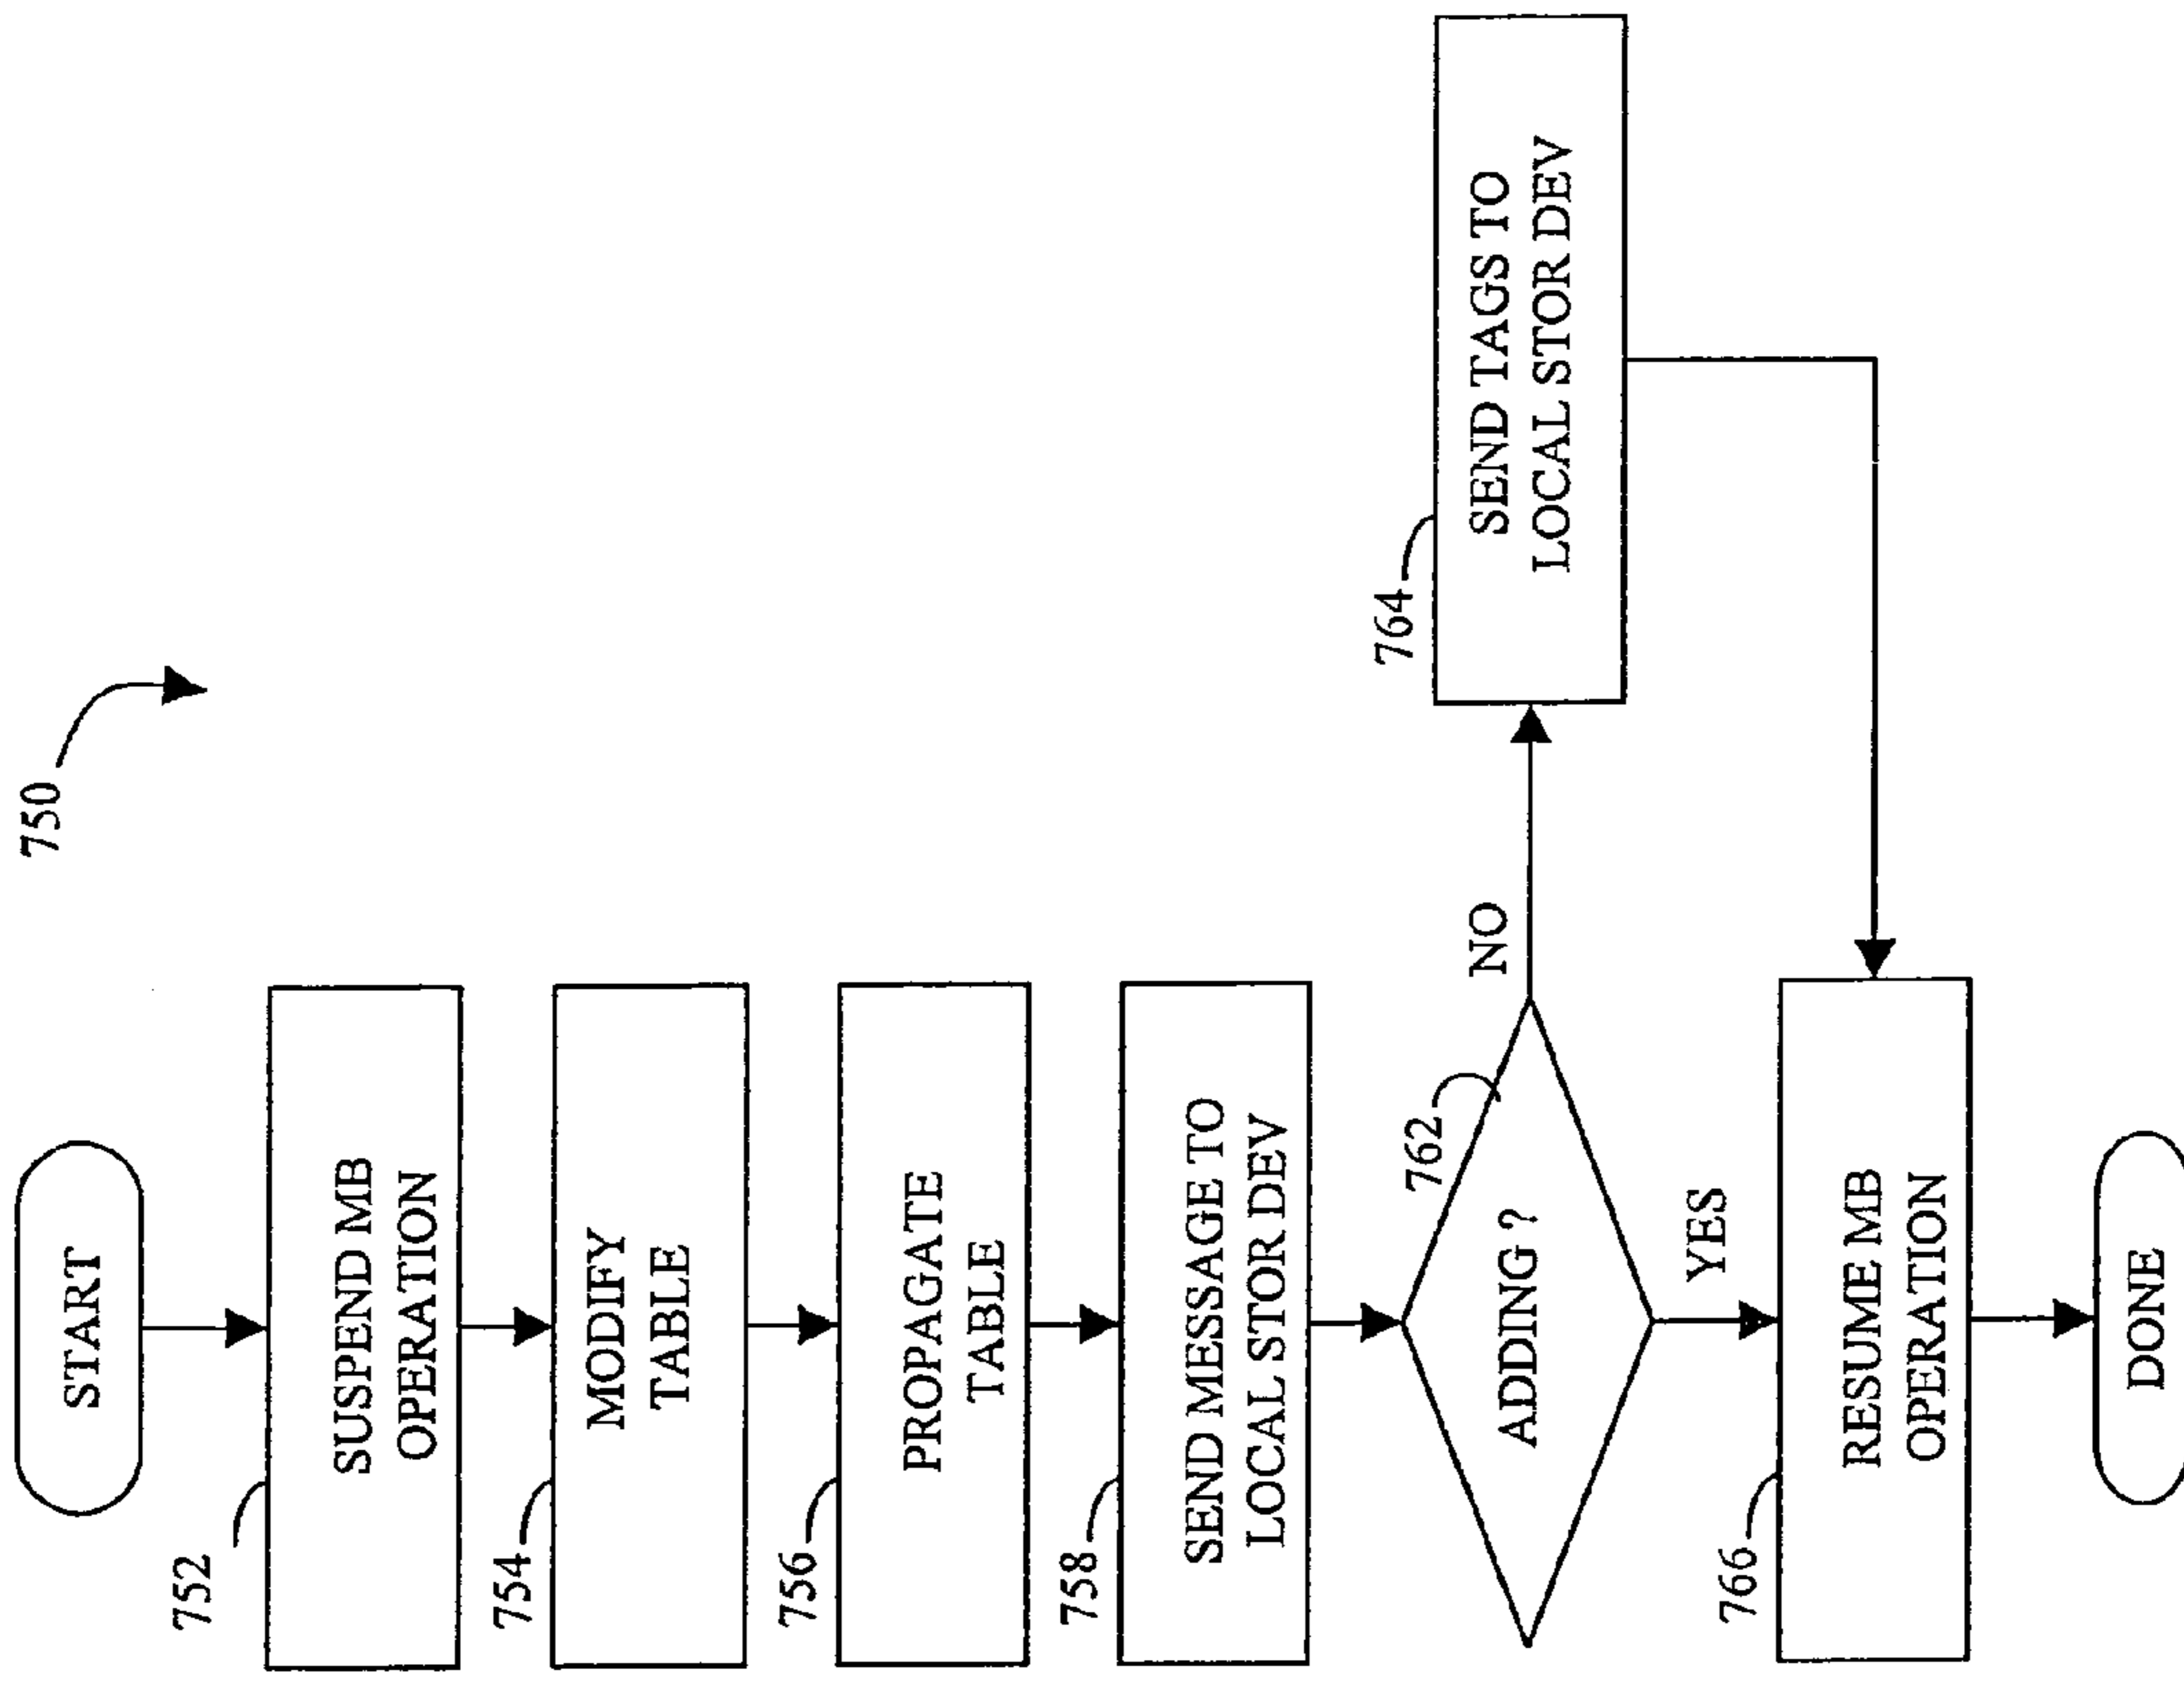 750
START
752
SUSPEND MB
OPERATION
754
MODIFY
TABLE
756
PROPAGATE
TABLE
758
SEND MESSAGE TO
LOCAL STOR DEV
762
ADDING ?
NO
764
SEND TAGS TO
LOCAL STOR DEV
YES
766
RESUME MB
OPERATION
DONE